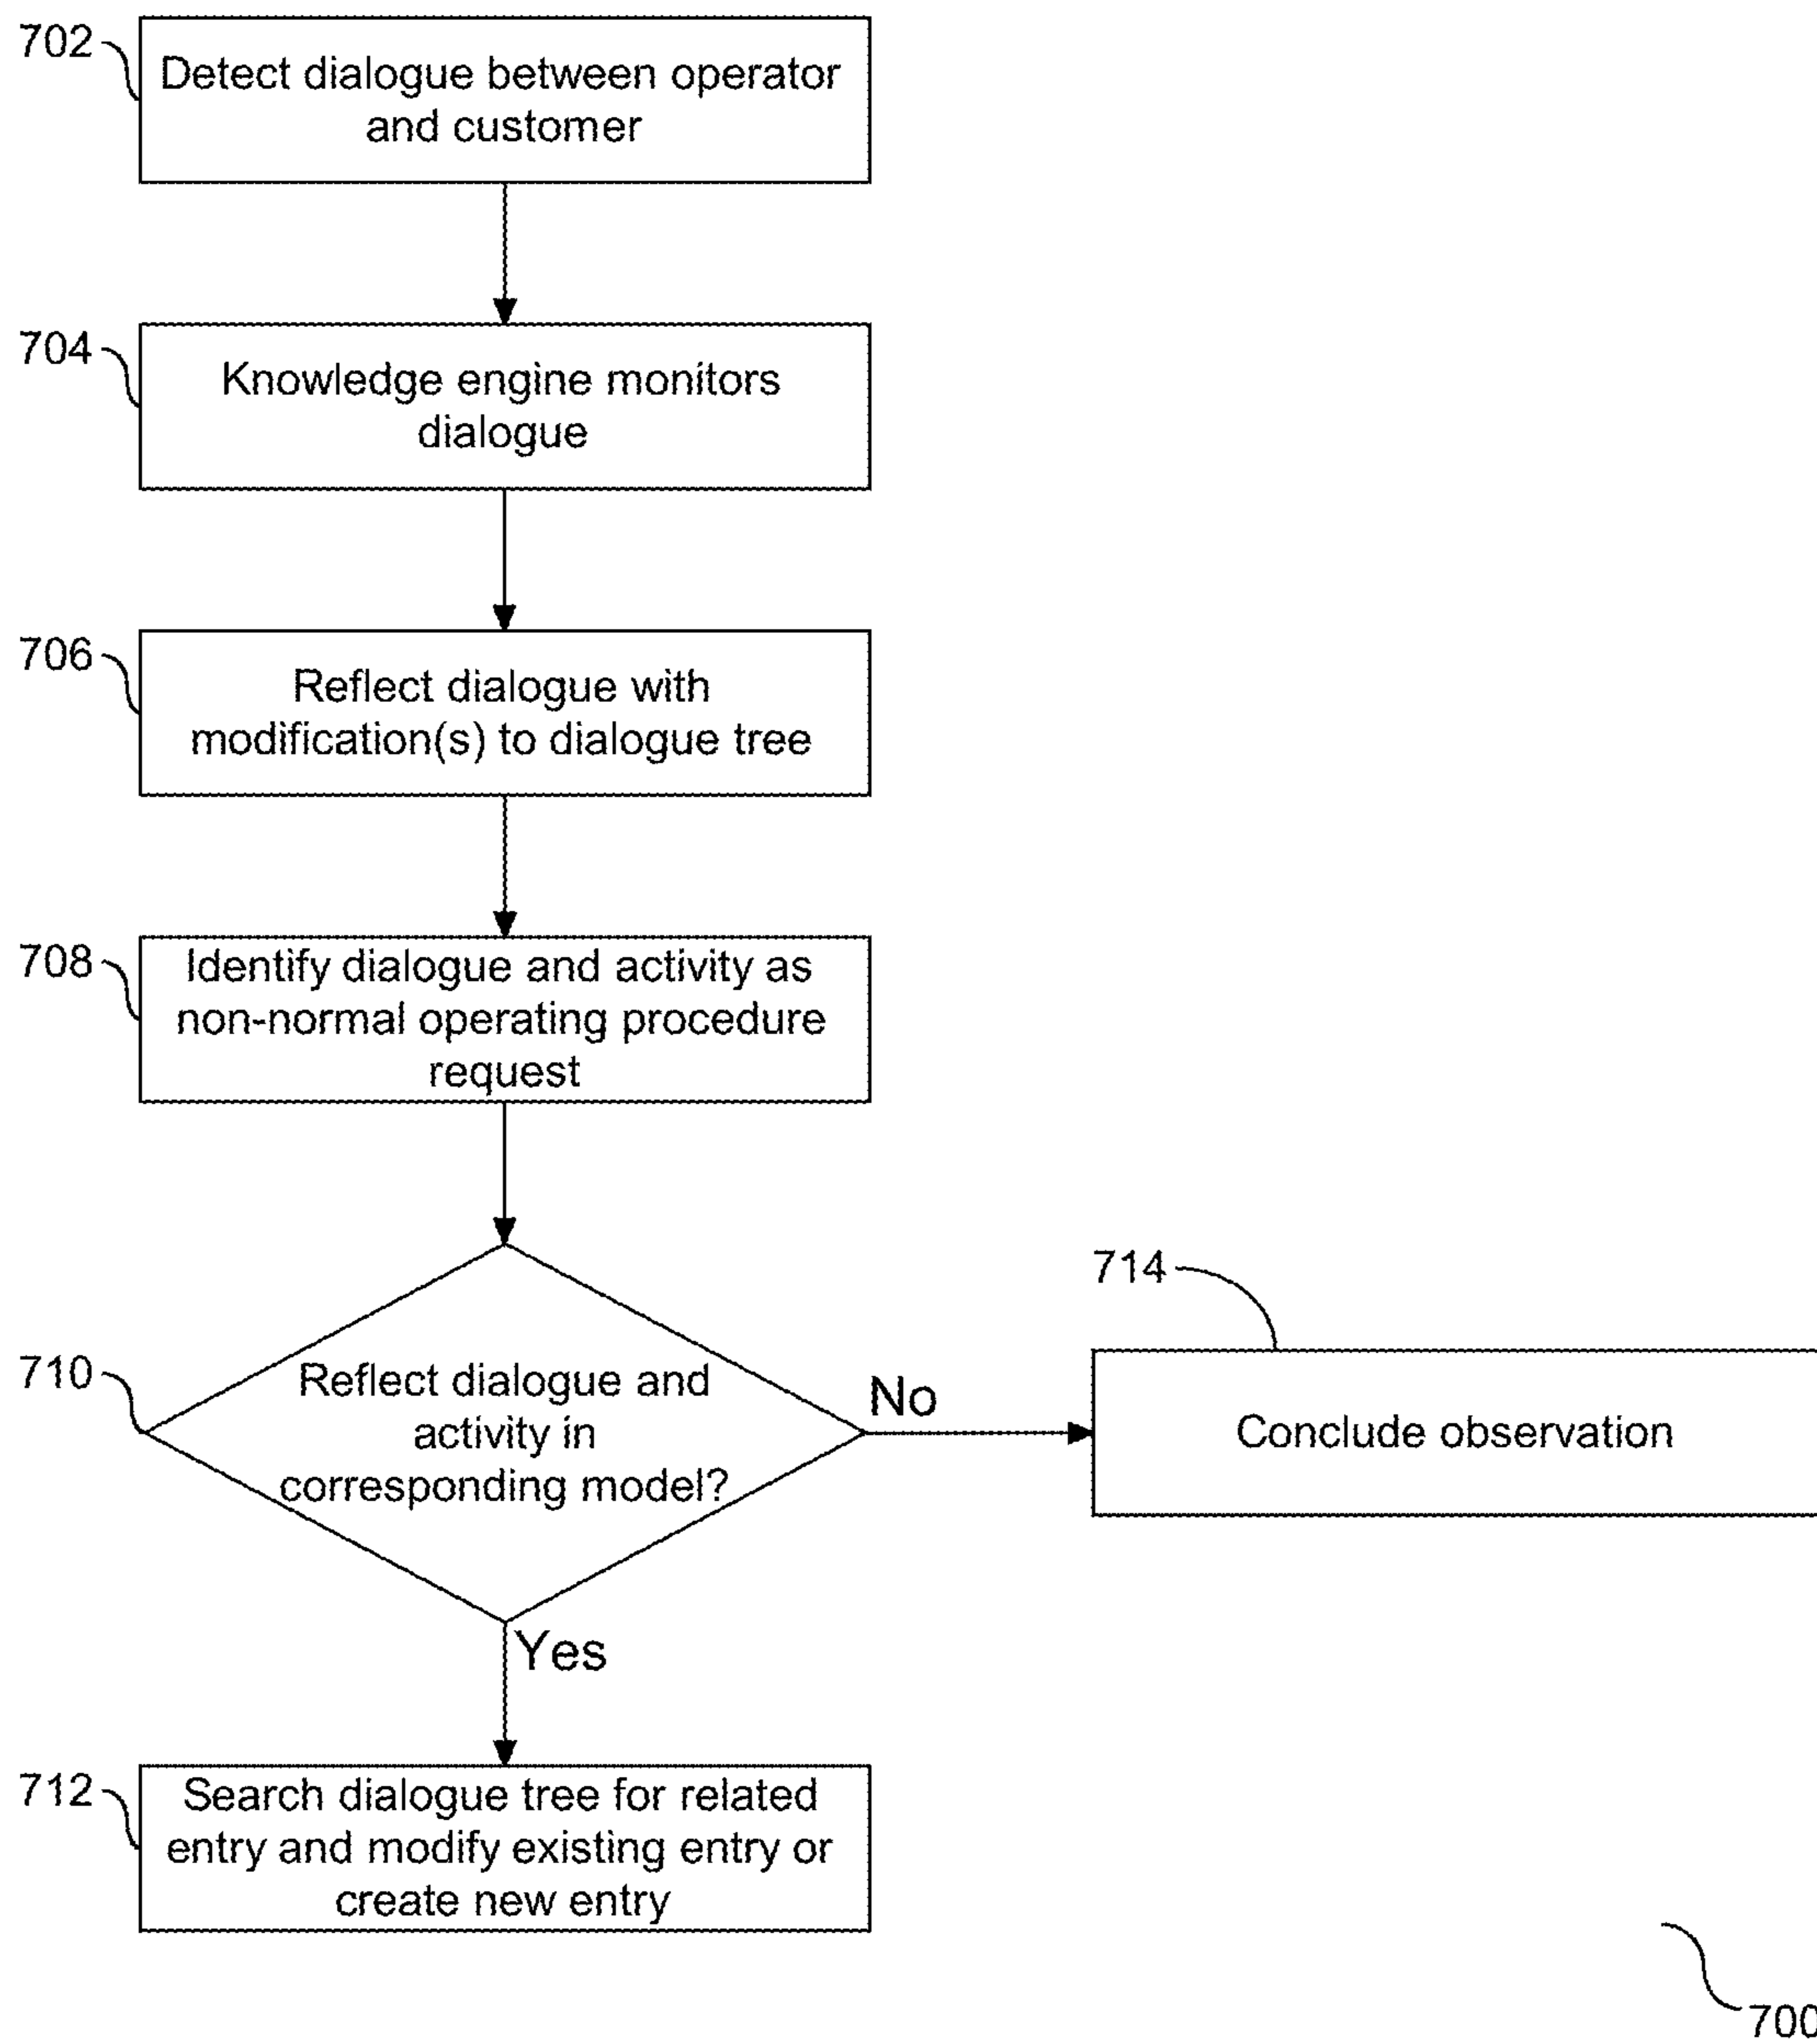 702
Detect dialogue between operator
and customer
704
Knowledge engine monitors
dialogue
706
Reflect dialogue with
modification(s) to dialogue tree
708
Identify dialogue and activity as
non-normal operating procedure
request
710
Reflect dialogue and
activity in
corresponding model?
No
714
Conclude observation
Yes
712
Search dialogue tree for related
entry and modify existing entry or
create new entry
700